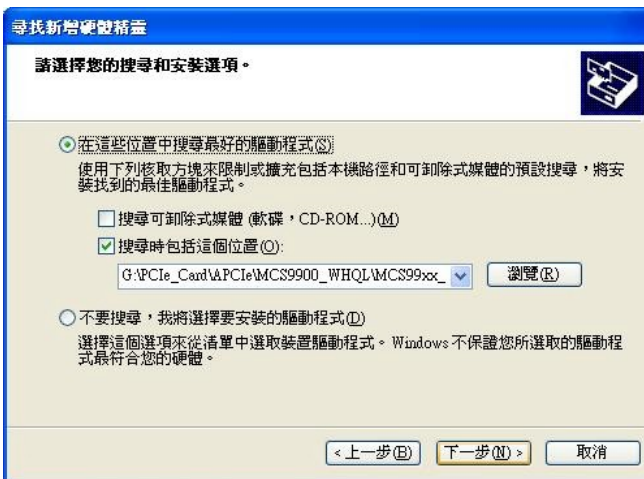 尋找新增硬體精靈
請選擇您的搜尋和安裝選項。
在這些位置中搜尋最好的驅動程式(S)
使用下列核取方塊來限制或擴充包括本機路徑和可卸除式媒體的預設搜尋，將安
裝找到的最佳驅動程式。
搜尋可卸除式媒體 (軟碟，CD-ROM...)(M)
搜尋時包括這個位置(O):
G:\PCIe_Card\APCIe\MCS9900_WHQL\MCS99xx_
瀏覽(R)
不要搜尋，我將選擇要安裝的驅動程式(D)
選擇這個選項來從清單中選取裝置驅動程式。Windows 不保證您所選取的驅動程
式最符合您的硬體。
<上一步(B)
下一步(N)>
取消